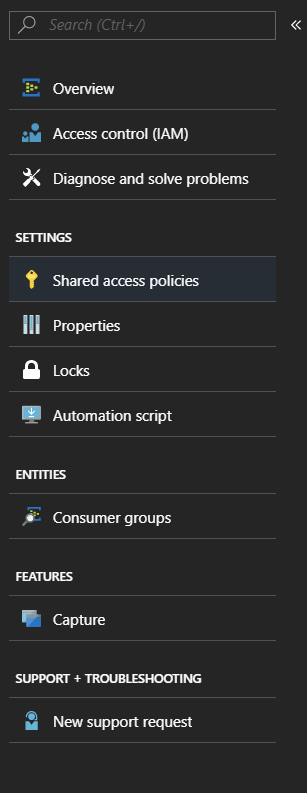 Search (Ctrl+/)
Overview
Access control (IAM)
Diagnose and solve problems
SETTINGS
Shared access policies
Properties
Locks
Automation script
ENTITIES
Consumer groups
FEATURES
Capture
SUPPORT + TROUBLESHOOTING
New support request